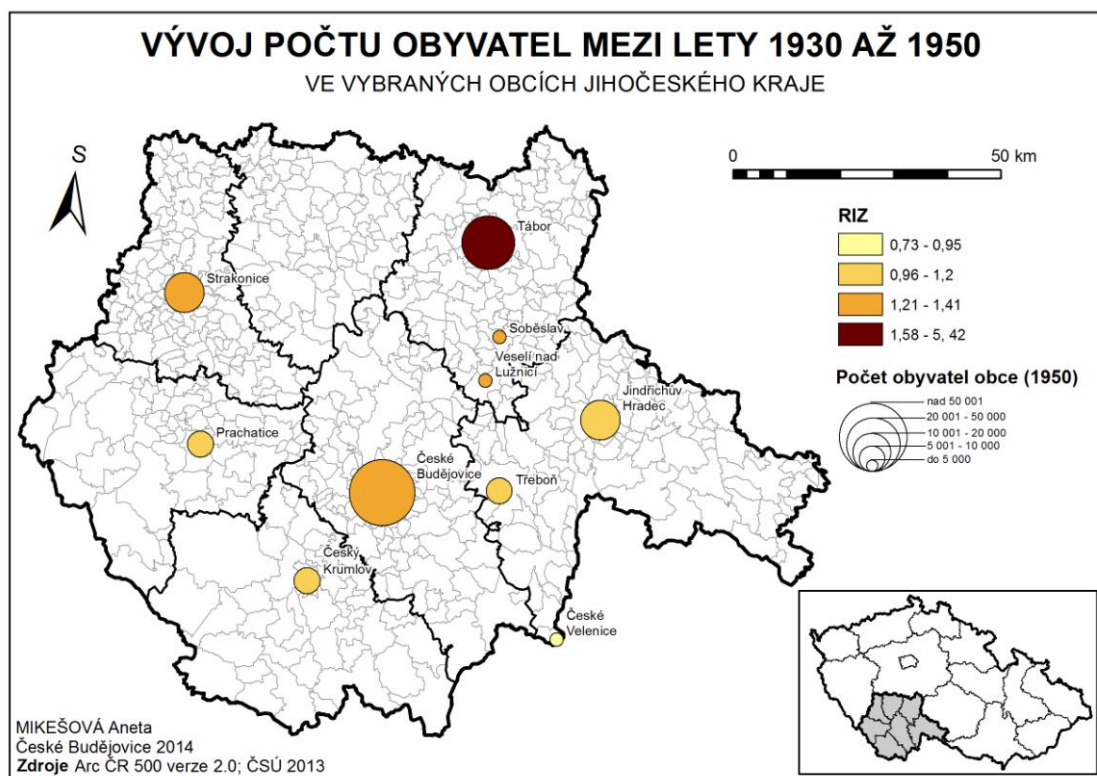 VÝVOJ POČTU OBYVATEL MEZI LETY 1930 AŽ 1950
VE VYBRANÝCH OBCÍCH JIHOČESKÉHO KRAJE
S
0 50 km
RIZ
0,73 - 0,95
0,96 - 1,2
1,21 - 1,41
1,58 - 5, 42
Počet obyvatel obce (1950)
nad 50 001
20 001 - 50 000
10 001 - 20 000
5 001 - 10 000
do 5 000
Tábor
Strakonice
Soběslav
Veselí nad
Lužnicí
Jindřichův
Hradec
Prachatice
České
Budějovice
Třeboň
Český
Krumlov
České
Velenice
MIKEŠOVÁ Aneta
České Budějovice 2014
Zdroje Arc ČR 500 verze 2.0; ČSÚ 2013